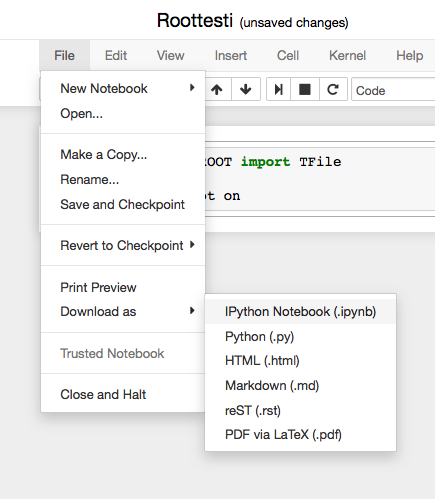 Roottesti (unsaved changes)
File Edit View Insert Cell Kernel Help
Code
New Notebook
Open...
Make a Copy...
Rename...
Save and Checkpoint
Revert to Checkpoint
Print Preview
Download as
Trusted Notebook
Close and Halt
IPython Notebook (.ipynb)
Python (.py)
HTML (.html)
Markdown (.md)
reST (.rst)
PDF via LaTeX (.pdf)
import TFile
on